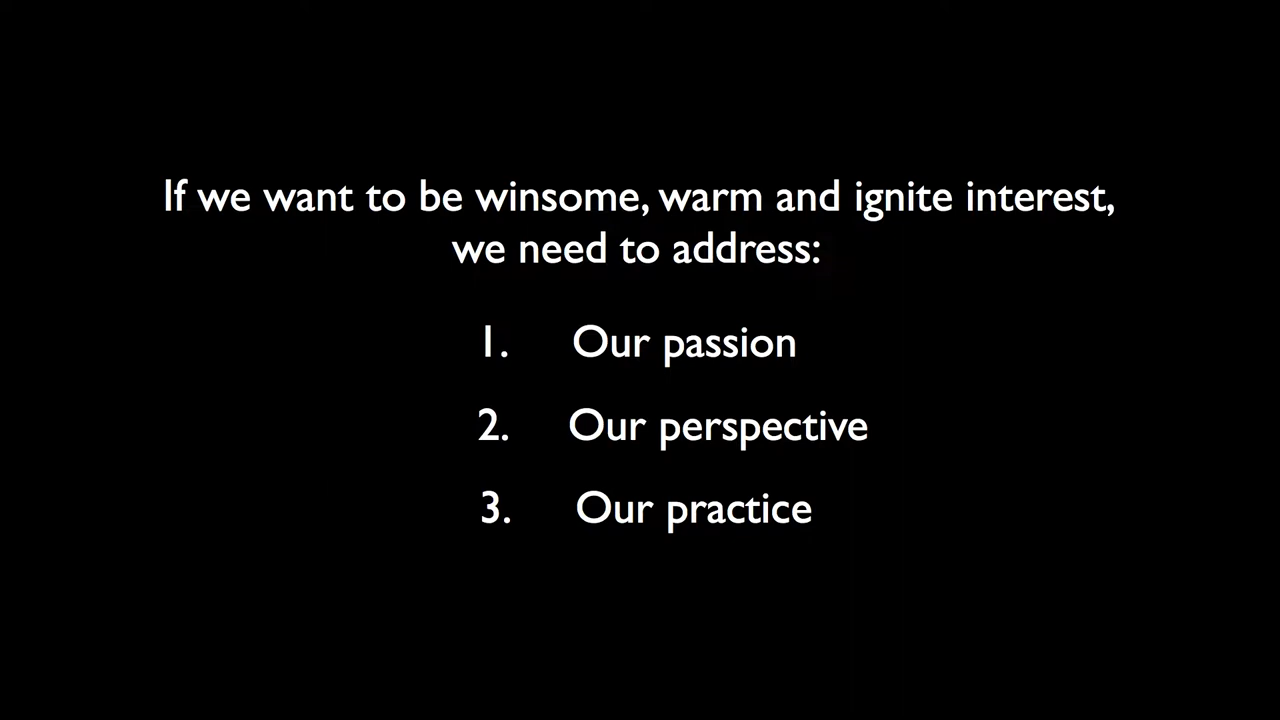 If we want to be winsome, warm and ignite interest,
we need to address:
1. Our passion
2. Our perspective
3. Our practice